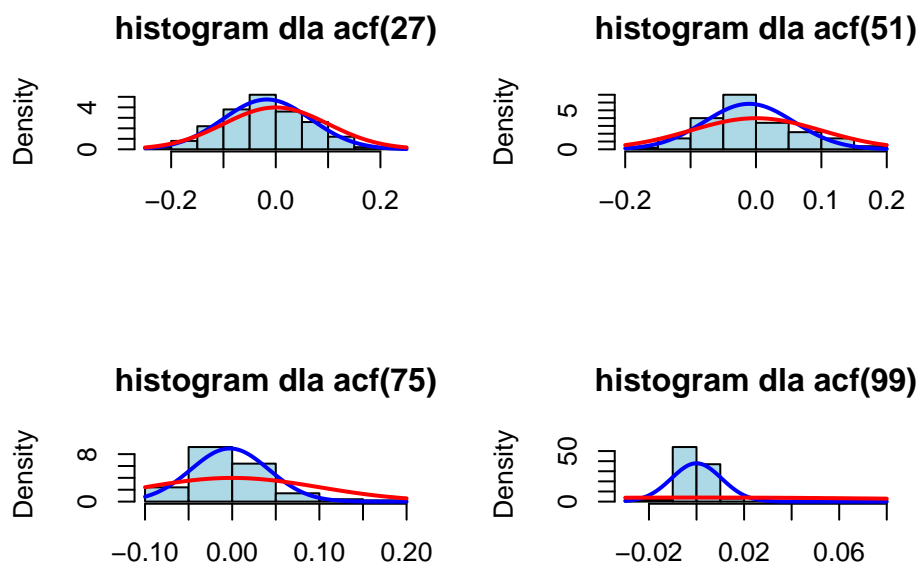 histogram dla acf(27)
Density
0 4
−0.2 0.0 0.2
histogram dla acf(51)
Density
0 5
−0.2 0.0 0.1 0.2
histogram dla acf(75)
Density
0 8
−0.10 0.00 0.10 0.20
histogram dla acf(99)
Density
0 50
−0.02 0.02 0.06